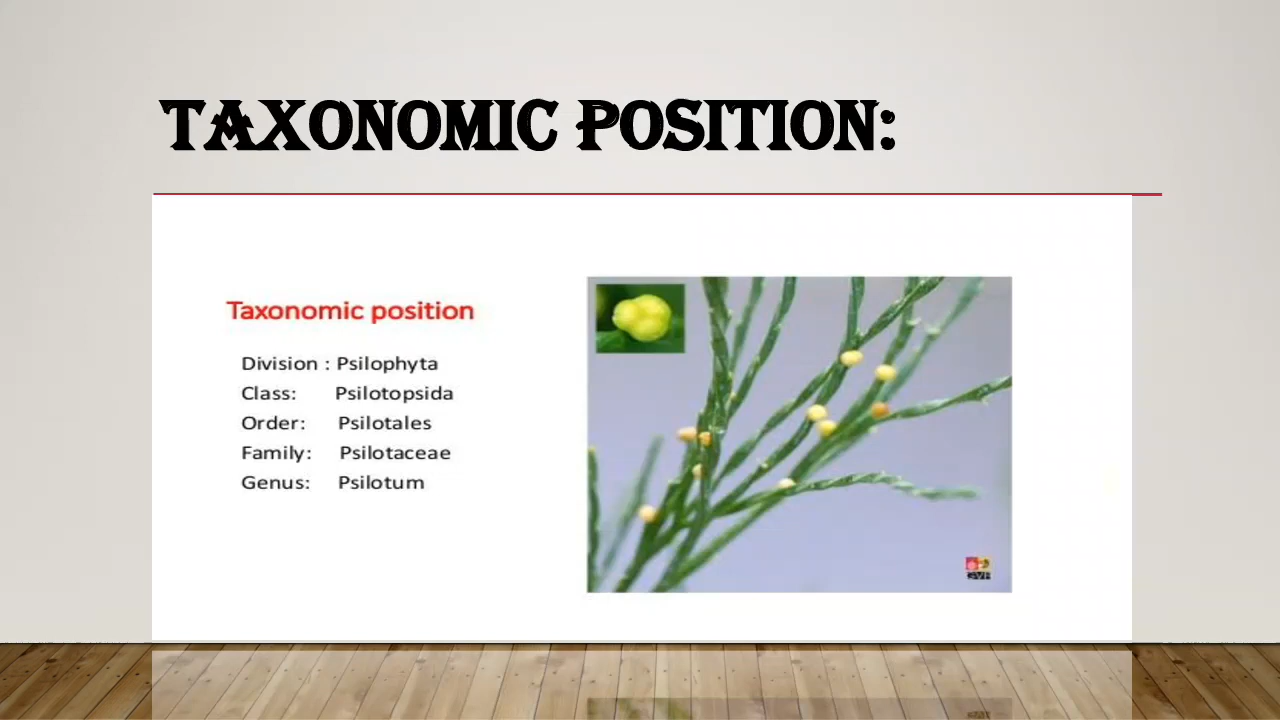 TAXONOMIC POSITION:
Taxonomic position
Division : Psilophyta
Class: Psilotopsida
Order: Psilotales
Family: Psilotaceae
Genus: Psilotum